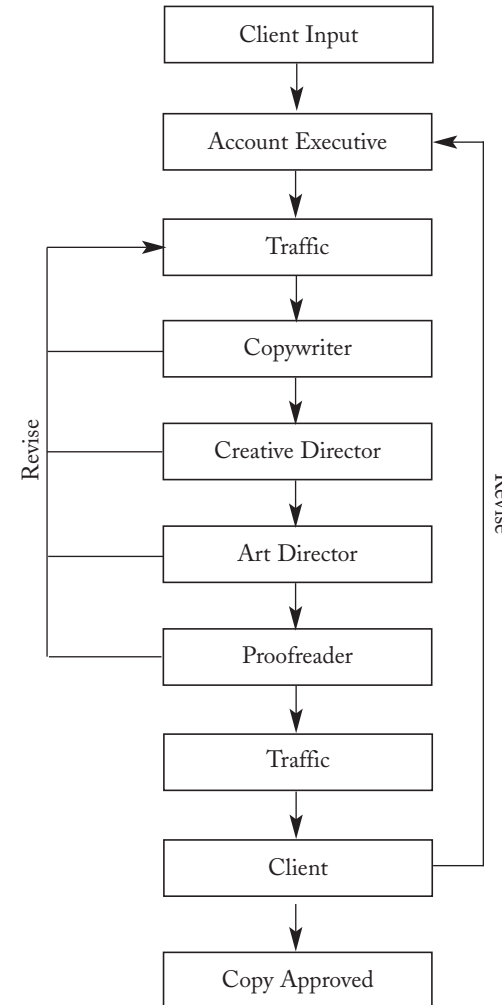 Client Input
Account Executive
Traffic
Copywriter
Creative Director
Art Director
Proofreader
Traffic
Client
Copy Approved
Revise
Revise